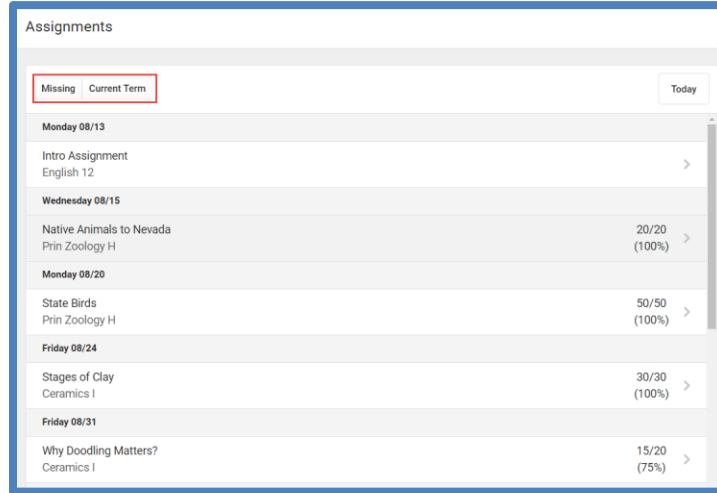 Assignments
Missing Current Term Today
Monday 08/13
Intro Assignment
English 12
Wednesday 08/15
Native Animals to Nevada 20/20
Prin Zoology H (100%)
Monday 08/20
State Birds 50/50
Prin Zoology H (100%)
Friday 08/24
Stages of Clay 30/30
Ceramics I (100%)
Friday 08/31
Why Doodling Matters? 15/20
Ceramics I (75%)